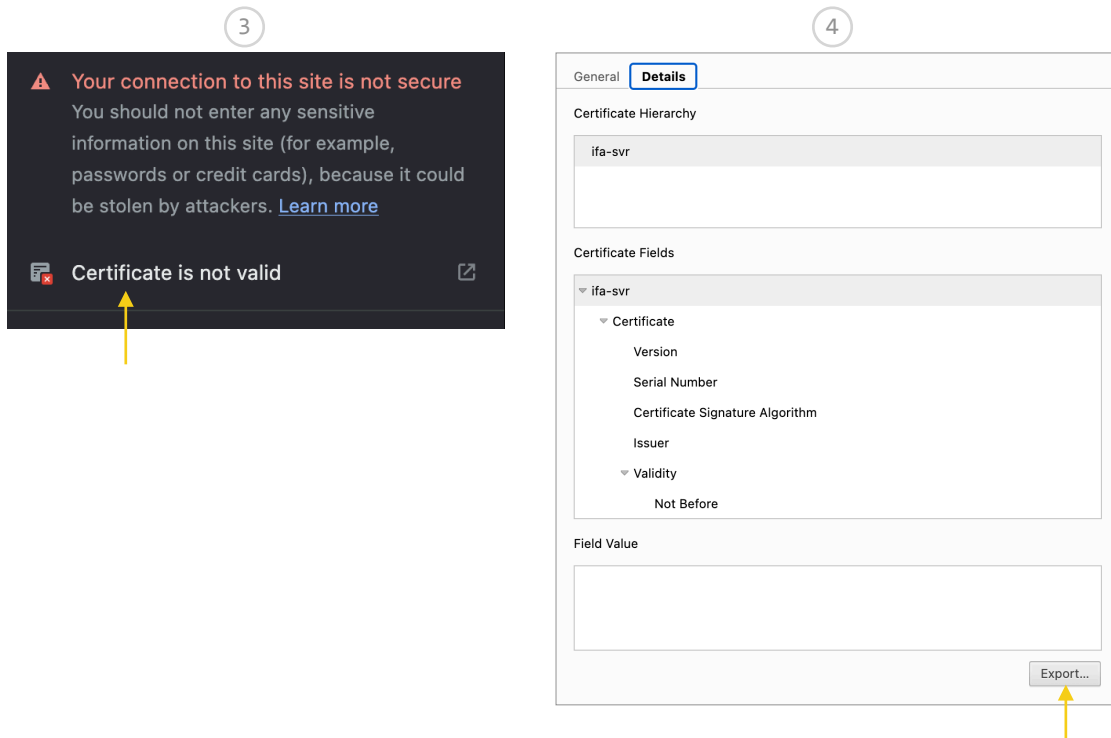 3
Your connection to this site is not secure
You should not enter any sensitive
information on this site (for example,
passwords or credit cards), because it could
be stolen by attackers. Learn more
Certificate is not valid
4
General Details
Certificate Hierarchy
ifa-svr
Certificate Fields
ifa-svr
Certificate
Version
Serial Number
Certificate Signature Algorithm
Issuer
Validity
Not Before
Field Value
Export...